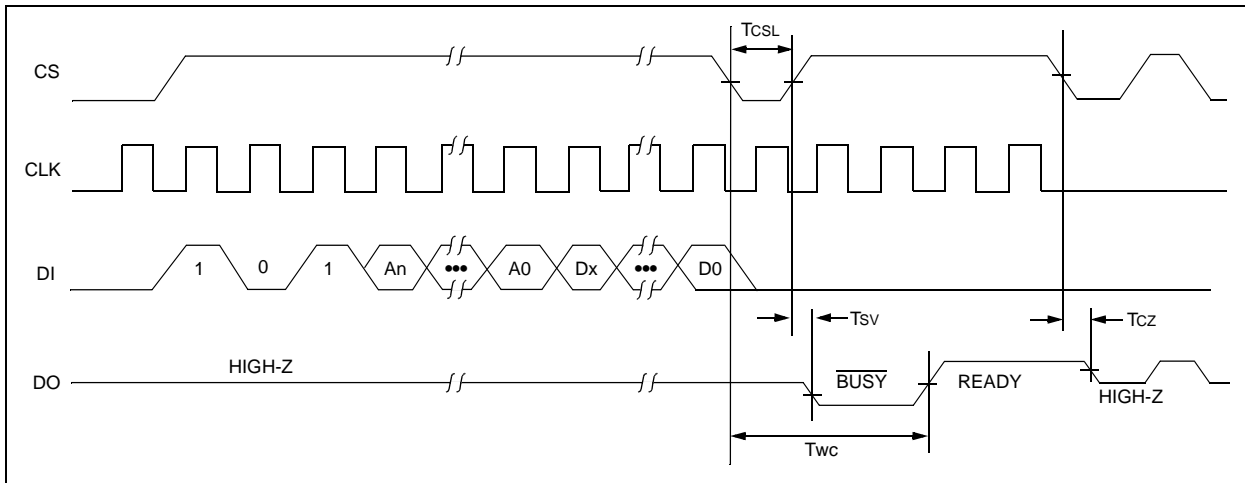 TCSL
CS
CLK
DI
1 0 1 An ••• A0 Dx ••• D0
TSV
TCZ
DO
HIGH-Z
BUSY
READY
HIGH-Z
Twc